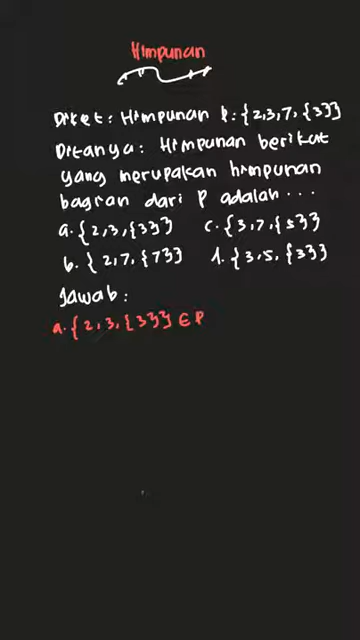 Himpunan
Diket : Himpunan P : {2,3,7, {3}}
Ditanya : Himpunan berikut
yang merupakan himpunan
bagian dari P adalah ...
a. {2,3, {3}} c. {3,7, {5}}
b. {2,7, {7}} d. {3,5, {3}}
Jawab :
a. {2,3, {3}} ∈ P